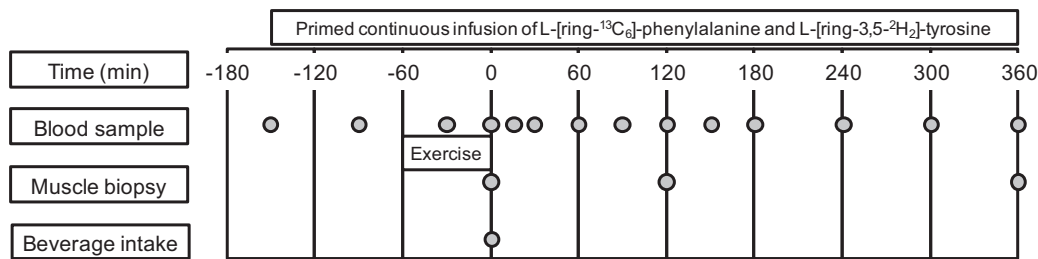 Primed continuous infusion of L-[ring-¹³C₆]-phenylalanine and L-[ring-3,5-²H₂]-tyrosine
Time (min) -180 -120 -60 0 60 120 180 240 300 360
Blood sample
Exercise
Muscle biopsy
Beverage intake